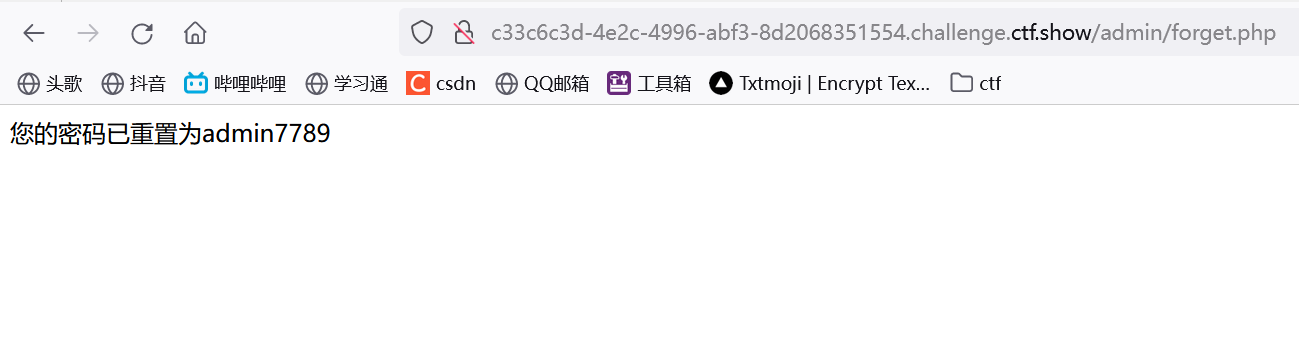 c33c6c3d-4e2c-4996-abf3-8d2068351554.challenge.ctf.show/admin/forget.php
头歌 抖音 哔哩哔哩 学习通 C csdn QQ邮箱 工具箱 Txtmoji | Encrypt Tex... ctf
您的密码已重置为admin7789